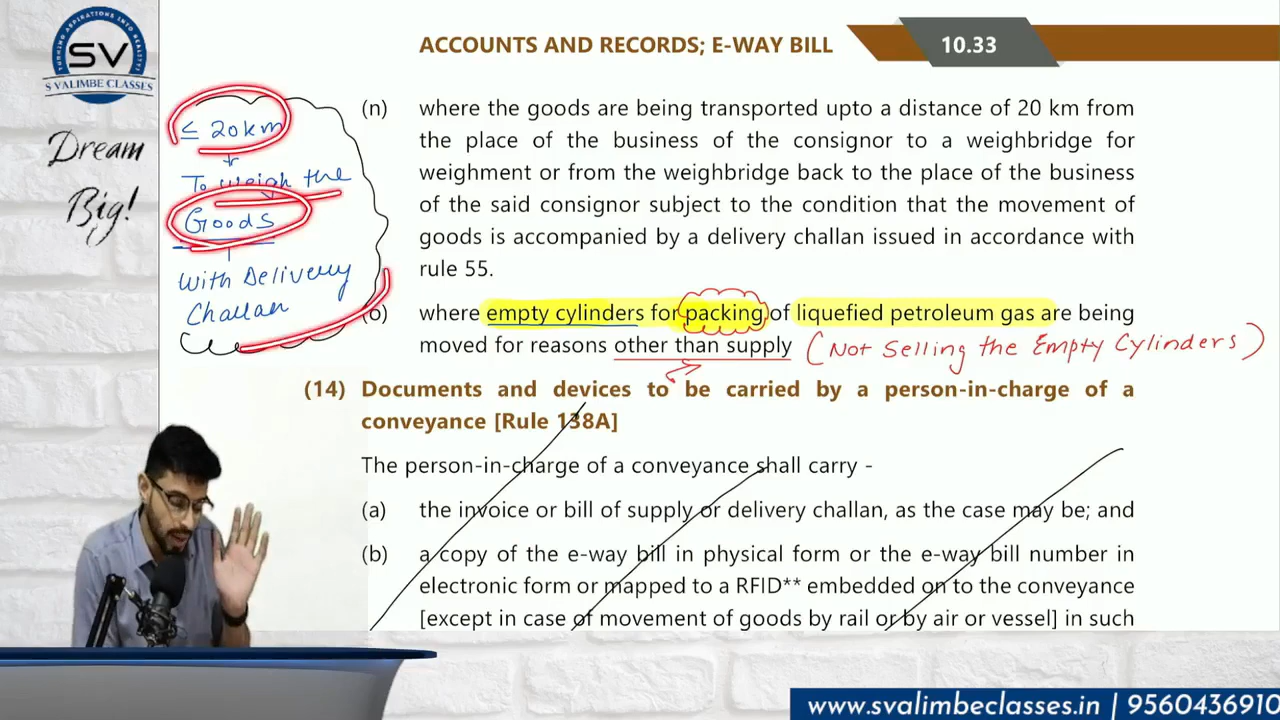 TURNING ASPIRATIONS INTO REALITY
SV
S VALIMBE CLASSES
Dream
Big!
ACCOUNTS AND RECORDS; E-WAY BILL
10.33
≤ 20km
To weigh the
Goods
with Delivery
Challan
(n) where the goods are being transported upto a distance of 20 km from
the place of the business of the consignor to a weighbridge for
weighment or from the weighbridge back to the place of the business
of the said consignor subject to the condition that the movement of
goods is accompanied by a delivery challan issued in accordance with
rule 55.
(o) where empty cylinders for packing of liquefied petroleum gas are being
moved for reasons other than supply (Not Selling the Empty Cylinders)
(14) Documents and devices to be carried by a person-in-charge of a
conveyance [Rule 138A]
The person-in-charge of a conveyance shall carry -
(a) the invoice or bill of supply or delivery challan, as the case may be; and
(b) a copy of the e-way bill in physical form or the e-way bill number in
electronic form or mapped to a RFID** embedded on to the conveyance
[except in case of movement of goods by rail or by air or vessel] in such
www.svalimbeclasses.in | 9560436910